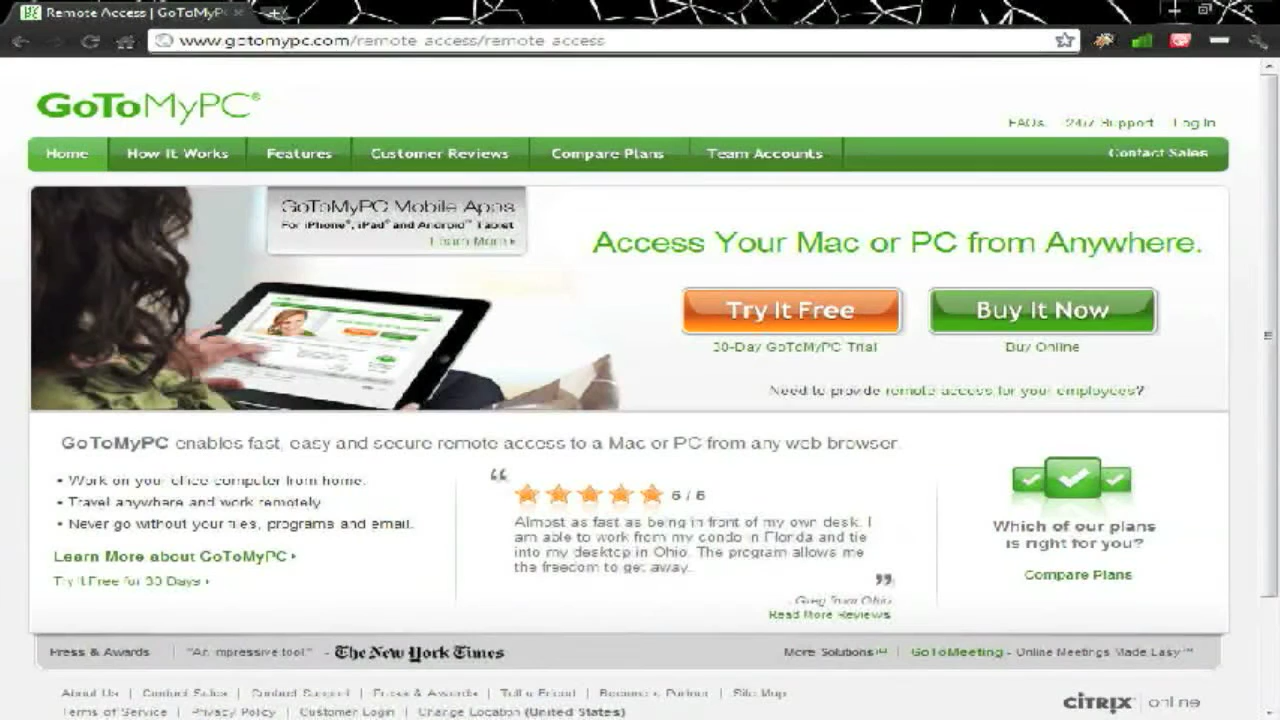 Remote Access | GoToMyPC
www.gotomypc.com/remote access/remote access
GoToMyPC®
FAQs 24/7 Support Log In
Home How It Works Features Customer Reviews Compare Plans Team Accounts Contact Sales
GoToMyPC Mobile Apps
For iPhone®, iPad® and Android™ Tablet
Learn More
Access Your Mac or PC from Anywhere.
Try It Free Buy It Now
30-Day GoToMyPC Trial Buy Online
Need to provide remote access for your employees?
GoToMyPC enables fast, easy and secure remote access to a Mac or PC from any web browser.
• Work on your office computer from home.
• Travel anywhere and work remotely.
• Never go without your files, programs and email.
Learn More about GoToMyPC
Try It Free for 30 Days
“
5 / 5
Almost as fast as being in front of my own desk. I
am able to work from my condo in Florida and tie
into my desktop in Ohio. The program allows me
the freedom to get away.
”
- Greg from Ohio
Read More Reviews
Which of our plans
is right for you?
Compare Plans
Press & Awards | "An impressive tool" - The New York Times
More Solutions | GoToMeeting - Online Meetings Made Easy™
About Us | Contact Sales | Contact Support | Press & Awards | Tell a Friend | Become a Partner | Site Map
Terms of Service | Privacy Policy | Customer Login | Change Location (United States)
CITRIX | online